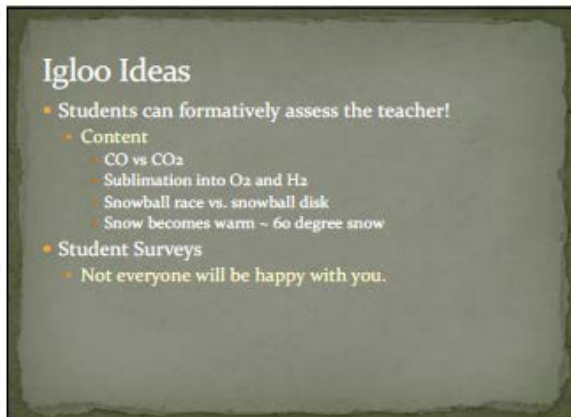 Igloo Ideas
Students can formatively assess the teacher!
Content
CO vs CO2
Sublimation into O2 and H2
Snowball race vs. snowball disk
Snow becomes warm ~ 60 degree snow
Student Surveys
Not everyone will be happy with you.